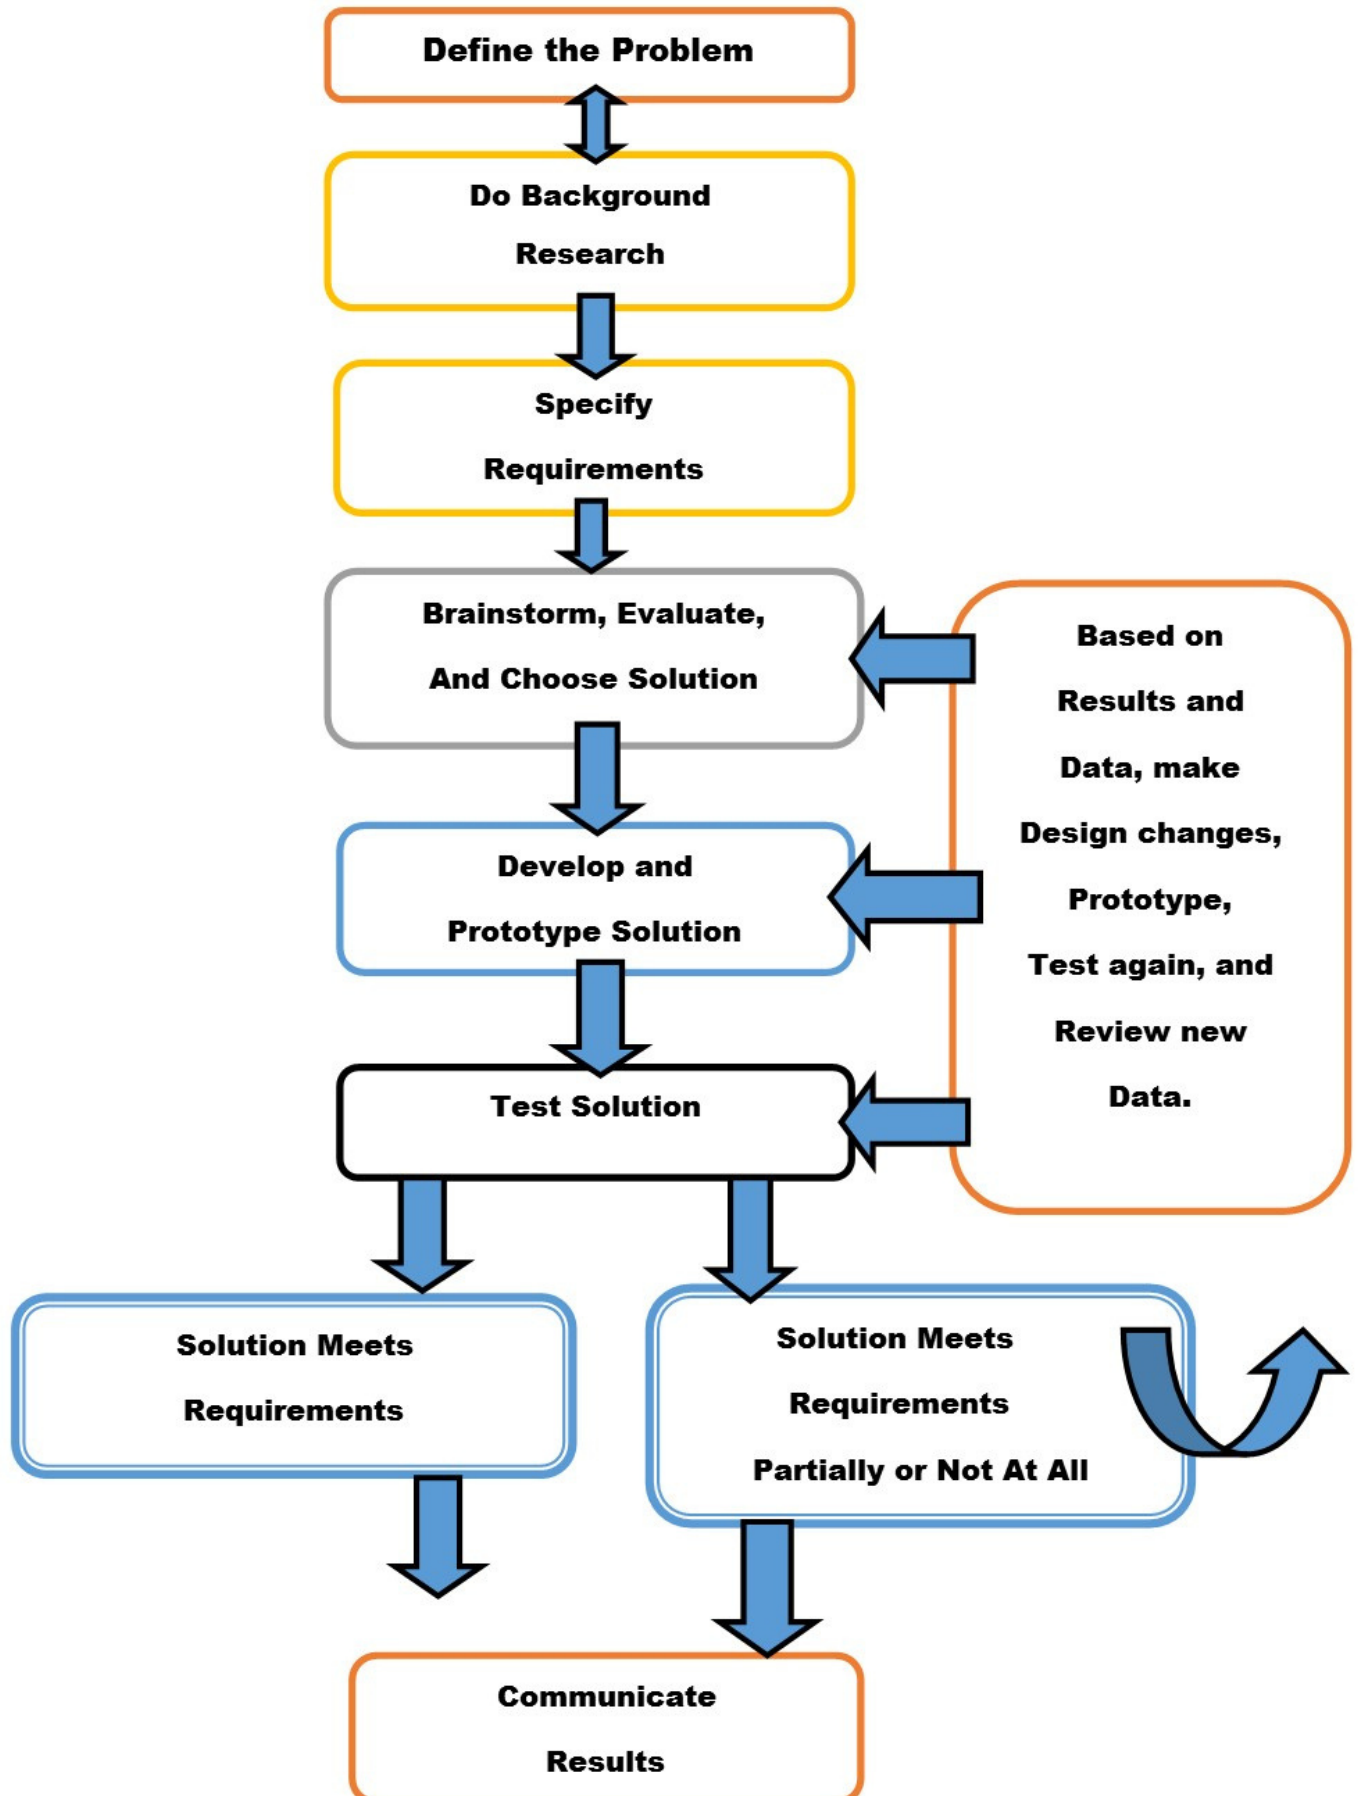 Define the Problem
Do Background
Research
Specify
Requirements
Brainstorm, Evaluate,
And Choose Solution
Develop and
Prototype Solution
Test Solution
Based on
Results and
Data, make
Design changes,
Prototype,
Test again, and
Review new
Data.
Solution Meets
Requirements
Solution Meets
Requirements
Partially or Not At All
Communicate
Results